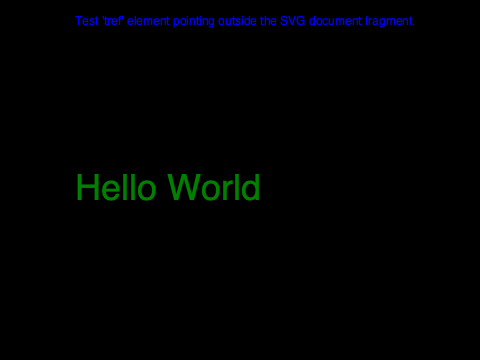 Test 'tref' element pointing outside the SVG document fragment.
Hello World